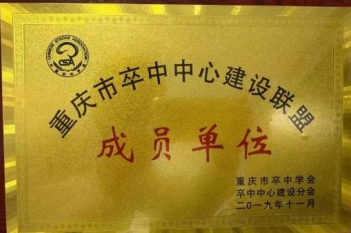 重庆市卒中中心建设联盟
成员单位
重庆市卒中学会
卒中中心建设分会
二〇一九年十一月